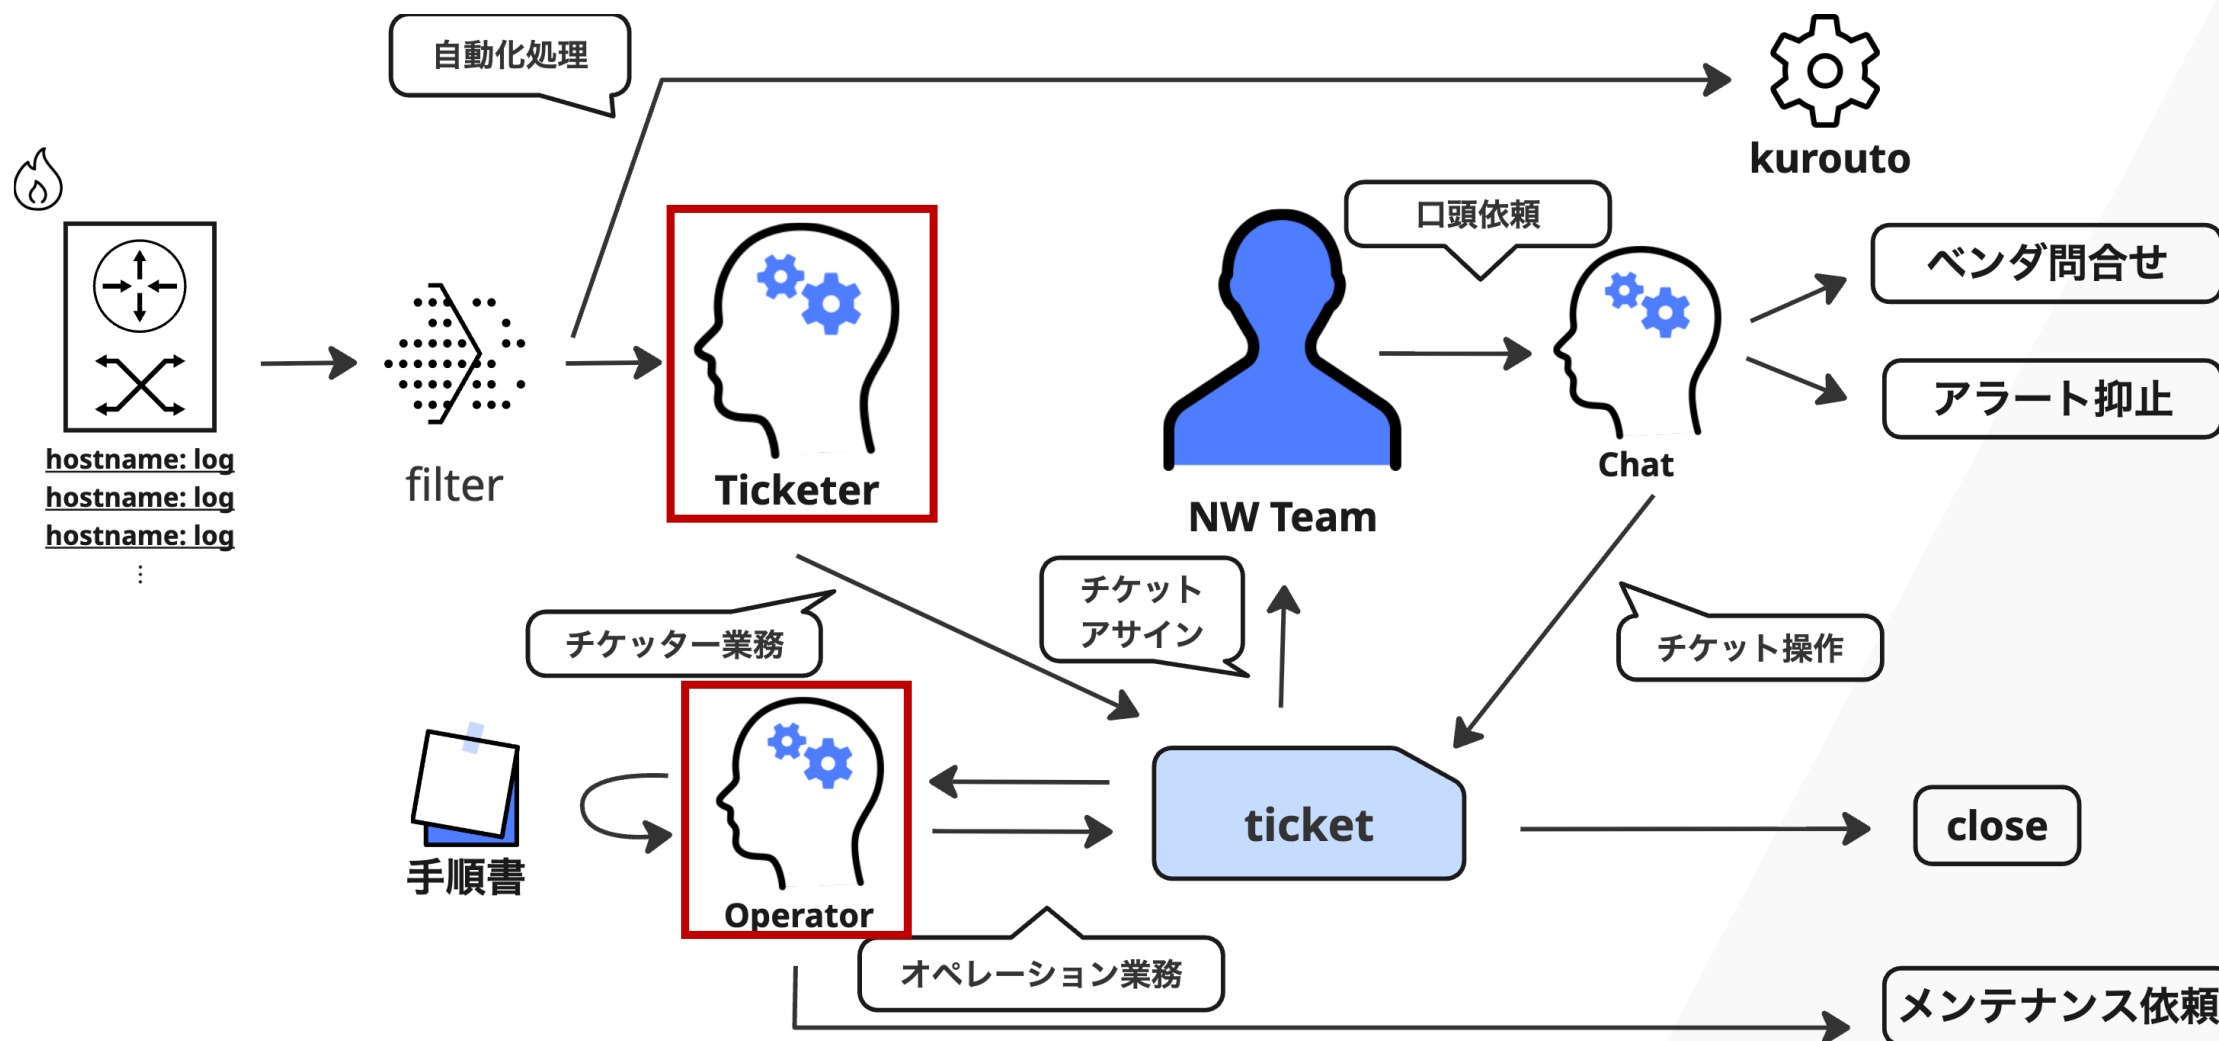 自動化処理
kurouto
口頭依頼
ベンダ問合せ
アラート抑止
hostname: log
hostname: log
hostname: log
⋮
filter
Ticketer
NW Team
Chat
チケッター業務
チケット
アサイン
チケット操作
手順書
Operator
ticket
close
オペレーション業務
メンテナンス依頼